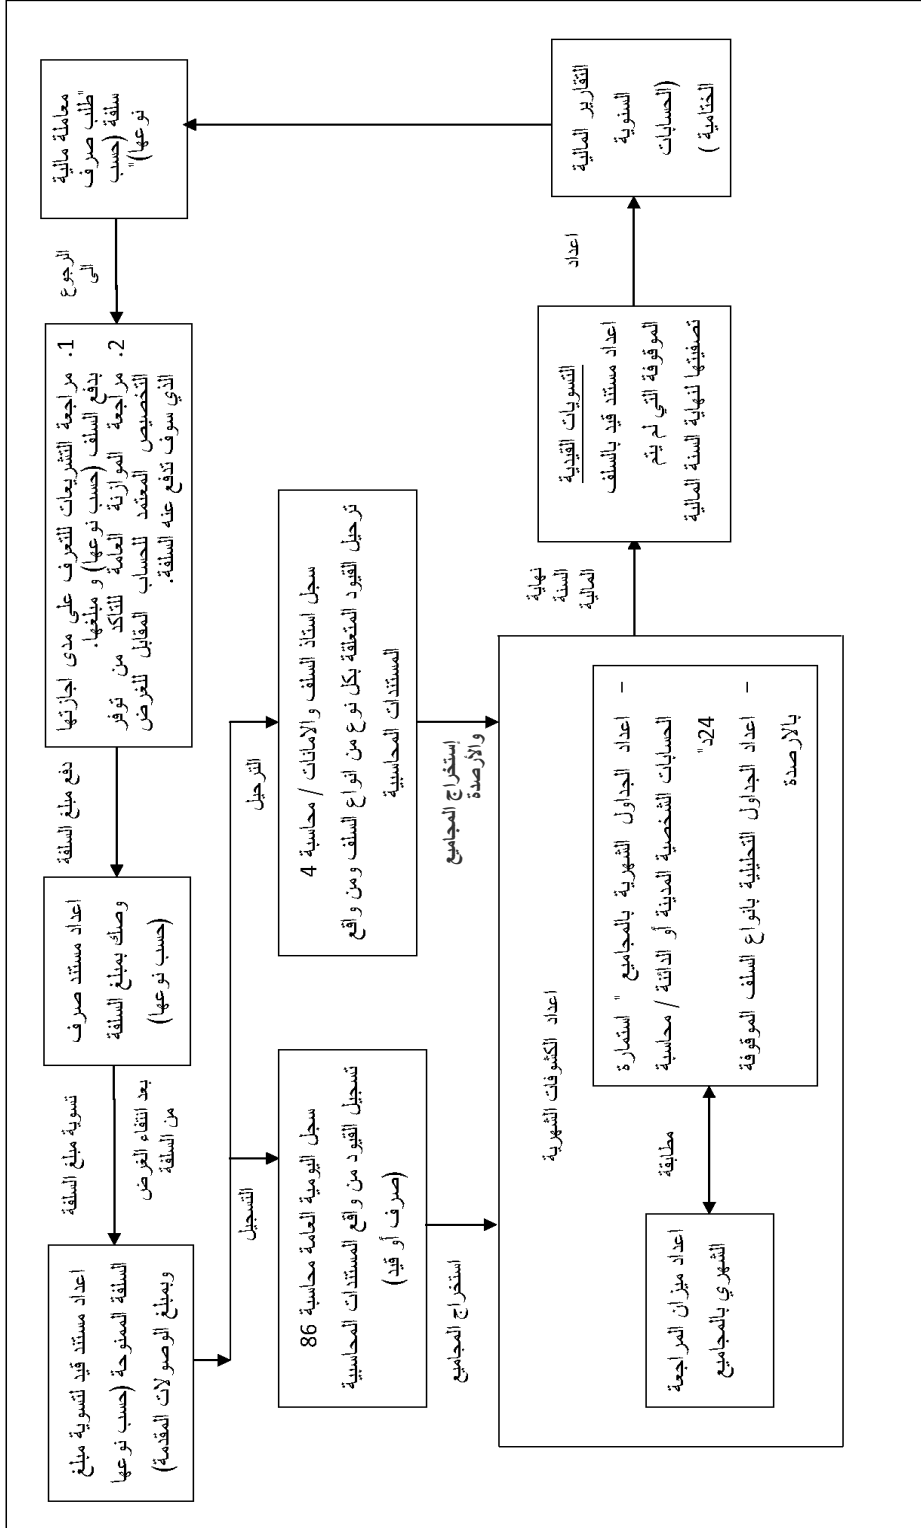 معاملة مالية
"طلب صرف
سلفة (حسب
نوعها)"
الرجوع
الى
1. مراجعة التشريعات للتعرف على مدى اجازتها
بدفع السلف (حسب نوعها) و مبلغها.
2. مراجعة الموازنة العامة للتاكد من توفر
التخصيص المعتمد للحساب المقابل للغرض
الذي سوف تدفع عنه السلفة.
دفع مبلغ السلفة
اعداد مستند صرف
وصك بمبلغ السلفة
(حسب نوعها)
تسوية مبلغ السلفة
بعد انتفاء الغرض
من السلفة
اعداد مستند قيد لتسوية مبلغ
السلفة الممنوحة (حسب نوعها
وبمبلغ الوصولات المقدمة)
الترحيل
التسجيل
سجل استاذ السلف والامانات / محاسبة 4
ترحيل القيود المتعلقة بكل نوع من انواع السلف ومن واقع
المستندات المحاسبية
سجل اليومية العامة محاسبة 86
تسجيل القيود من واقع المستندات المحاسبية
(صرف أو قيد)
إستخراج المجاميع
والأرصدة
استخراج المجاميع
اعداد الكشوفات الشهرية
- اعداد الجداول الشهرية بالمجاميع " استمارة
الحسابات الشخصية المدينة أو الدائنة / محاسبة
24د"
- اعداد الجداول التحليلية بانواع السلف الموقوفة
بالارصدة
مطابقة
اعداد ميزان المراجعة
الشهري بالمجاميع
نهاية
السنة
المالية
التسويات القيدية
اعداد مستند قيد بالسلف
الموقوفة التي لم يتم
تصفيتها لنهاية السنة المالية
اعداد
التقارير المالية
السنوية
(الحسابات
الختامية )